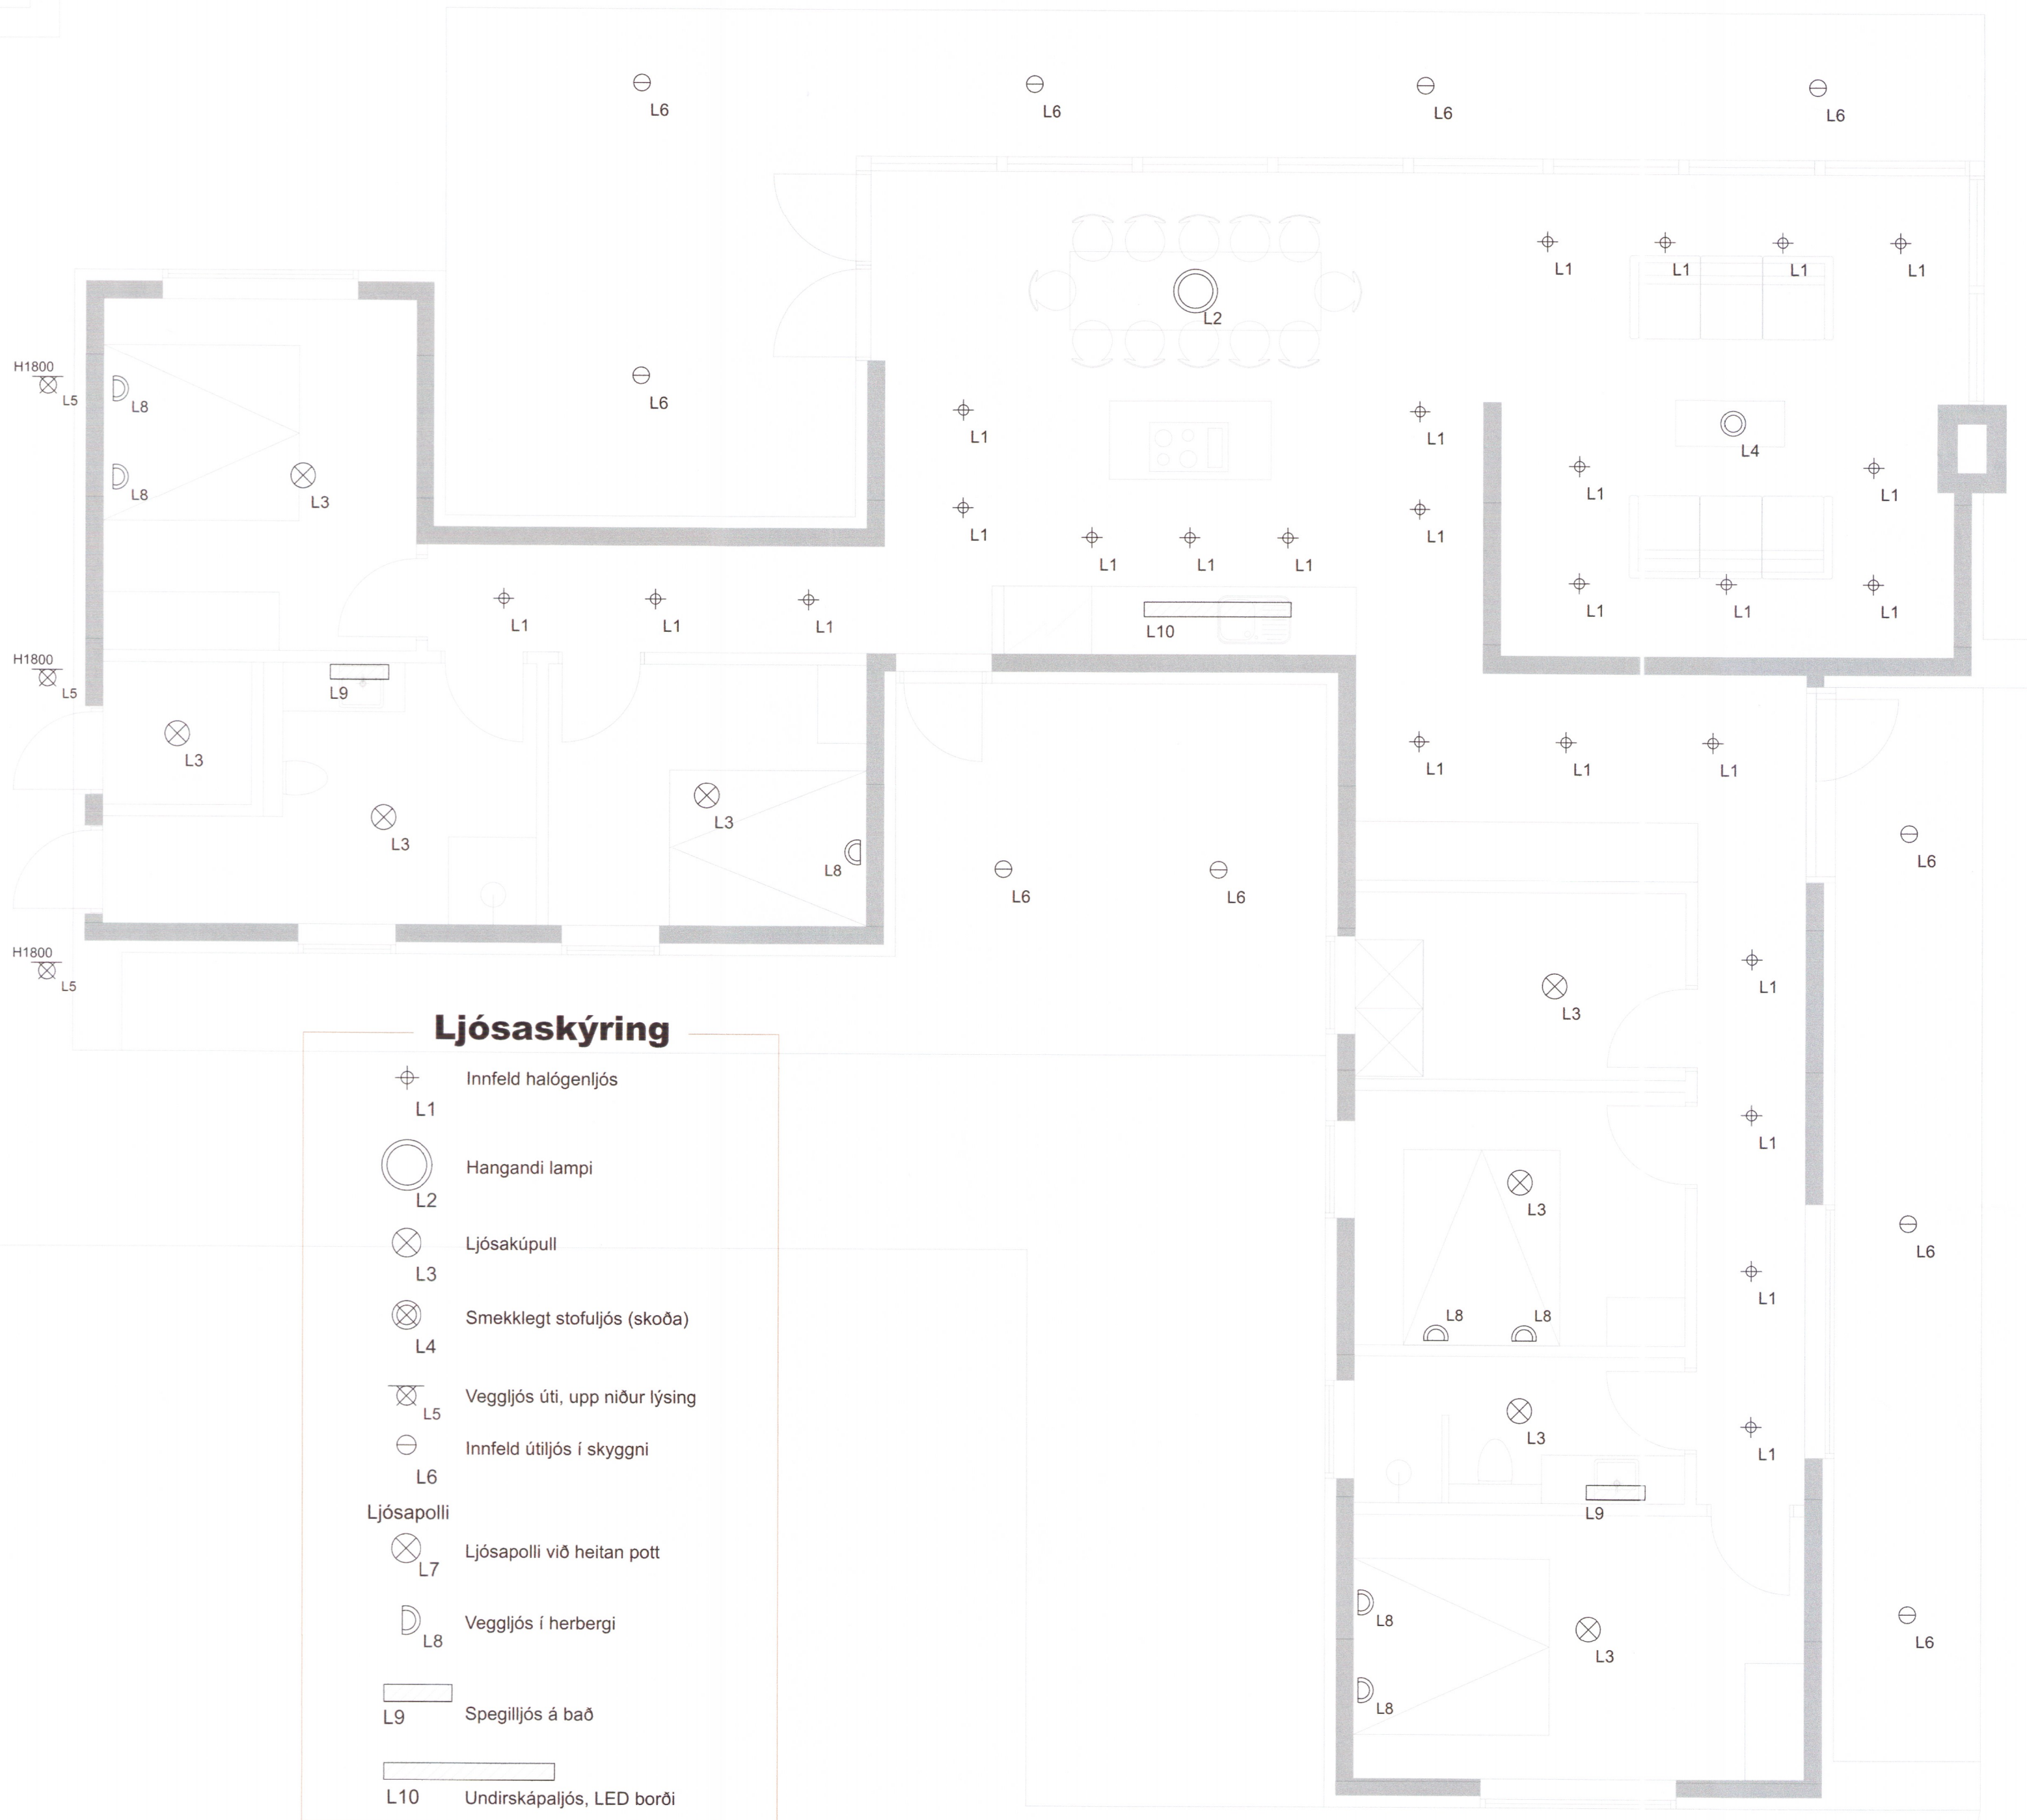 L6
L6
L6
L6
L1
L1
L1
L1
L2
H1800
L5
L8
L6
L8
L3
L1
L1
L4
L1
L1
L1
L1
L1
L1
L1
L1
L1
L1
L1
L1
L1
L1
L10
H1800
L5
L9
L3
L1
L1
L1
L3
L3
L8
L6
L6
L6
H1800
L5
L1
L3
Ljósaskýring
Innfeld halógenljós
L1
Hangandi lampi
L2
Ljósakúpull
L3
Smekklegt stofuljós (skoða)
L4
Veggljós úti, upp niður lýsing
L5
Innfeld útiljós í skyggni
L6
Ljósapolli
Ljósapolli við heitan pott
L7
Veggljós í herbergi
L8
Spegilljós á bað
L9
Undirskápaljós, LED borði
L10
L1
L3
L6
L1
L8
L8
L3
L1
L9
L8
L6
L3
L8